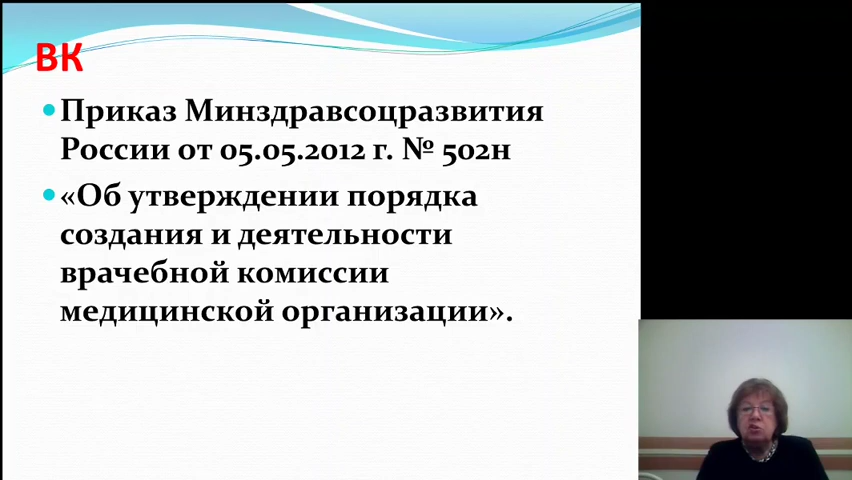 ВК
Приказ Минздравсоцразвития
России от 05.05.2012 г. № 502н
«Об утверждении порядка
создания и деятельности
врачебной комиссии
медицинской организации».